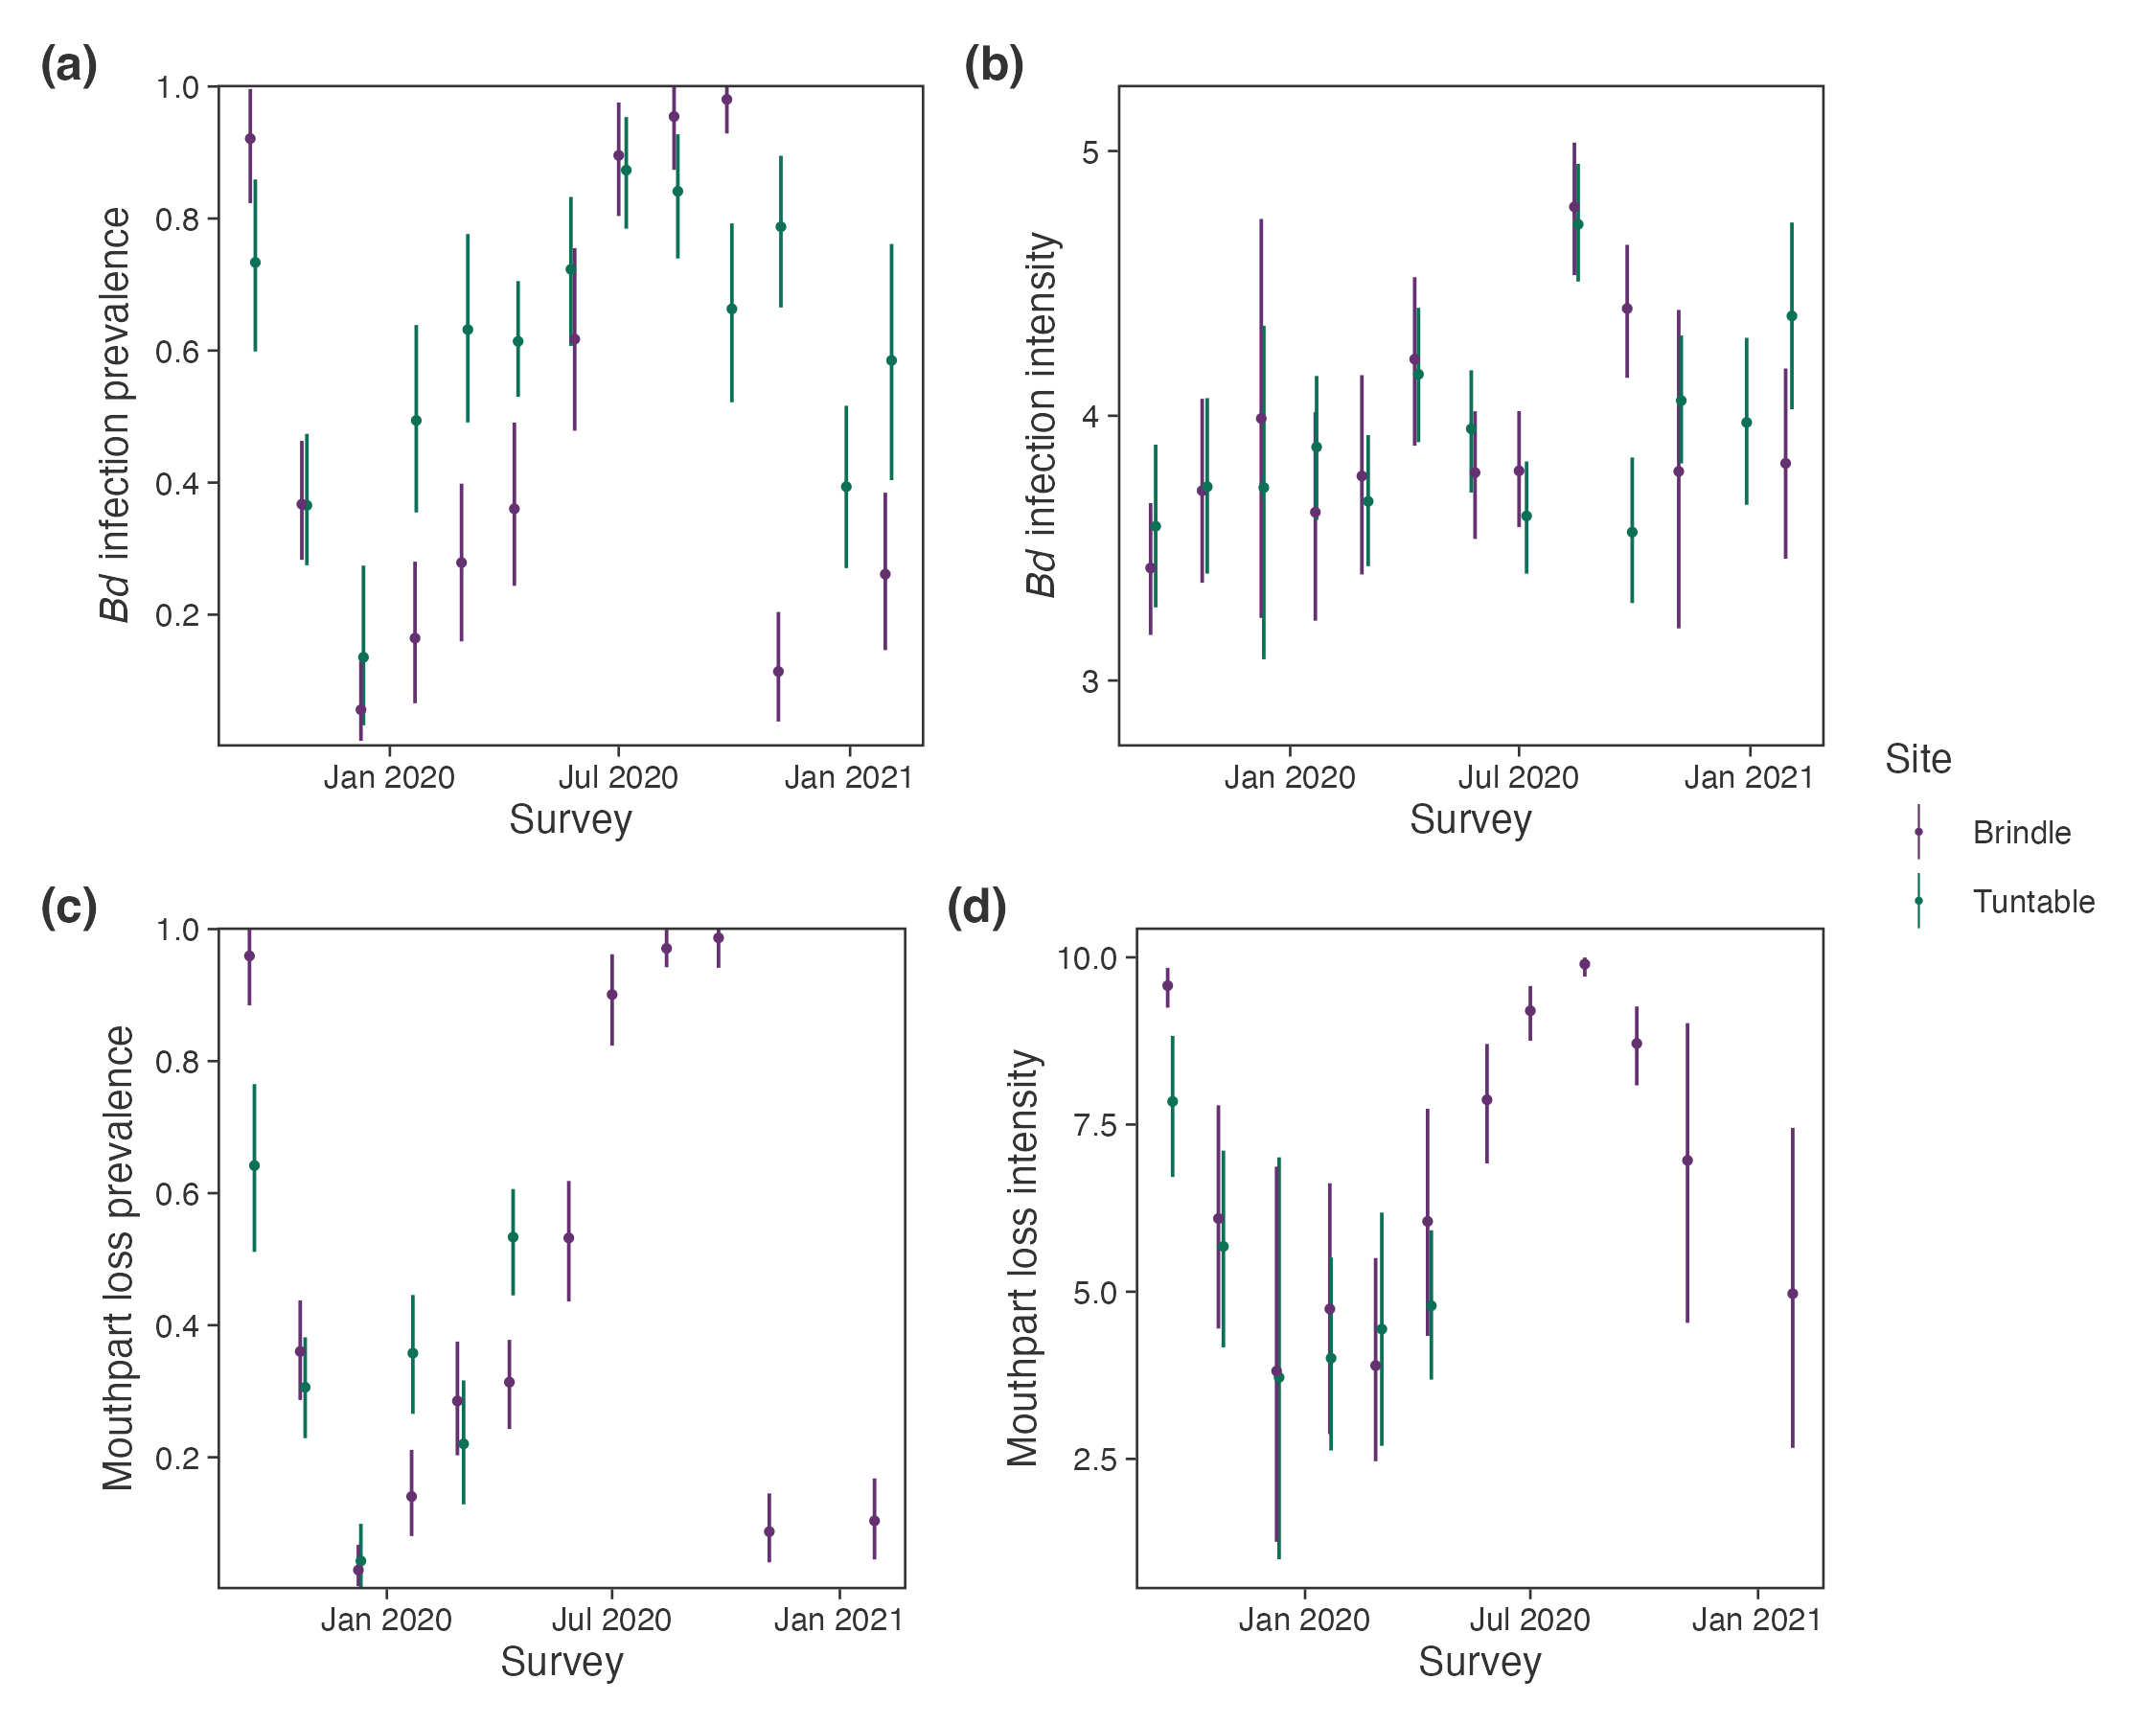 (a)
1.0
0.8
0.6
0.4
0.2
Bd infection prevalence
Jan 2020
Jul 2020
Jan 2021
Survey
(b)
5
4
3
Bd infection intensity
Jan 2020
Jul 2020
Jan 2021
Survey
Site
Brindle
Tuntable
(c)
1.0
0.8
0.6
0.4
0.2
Mouthpart loss prevalence
Jan 2020
Jul 2020
Jan 2021
Survey
(d)
10.0
7.5
5.0
2.5
Mouthpart loss intensity
Jan 2020
Jul 2020
Jan 2021
Survey